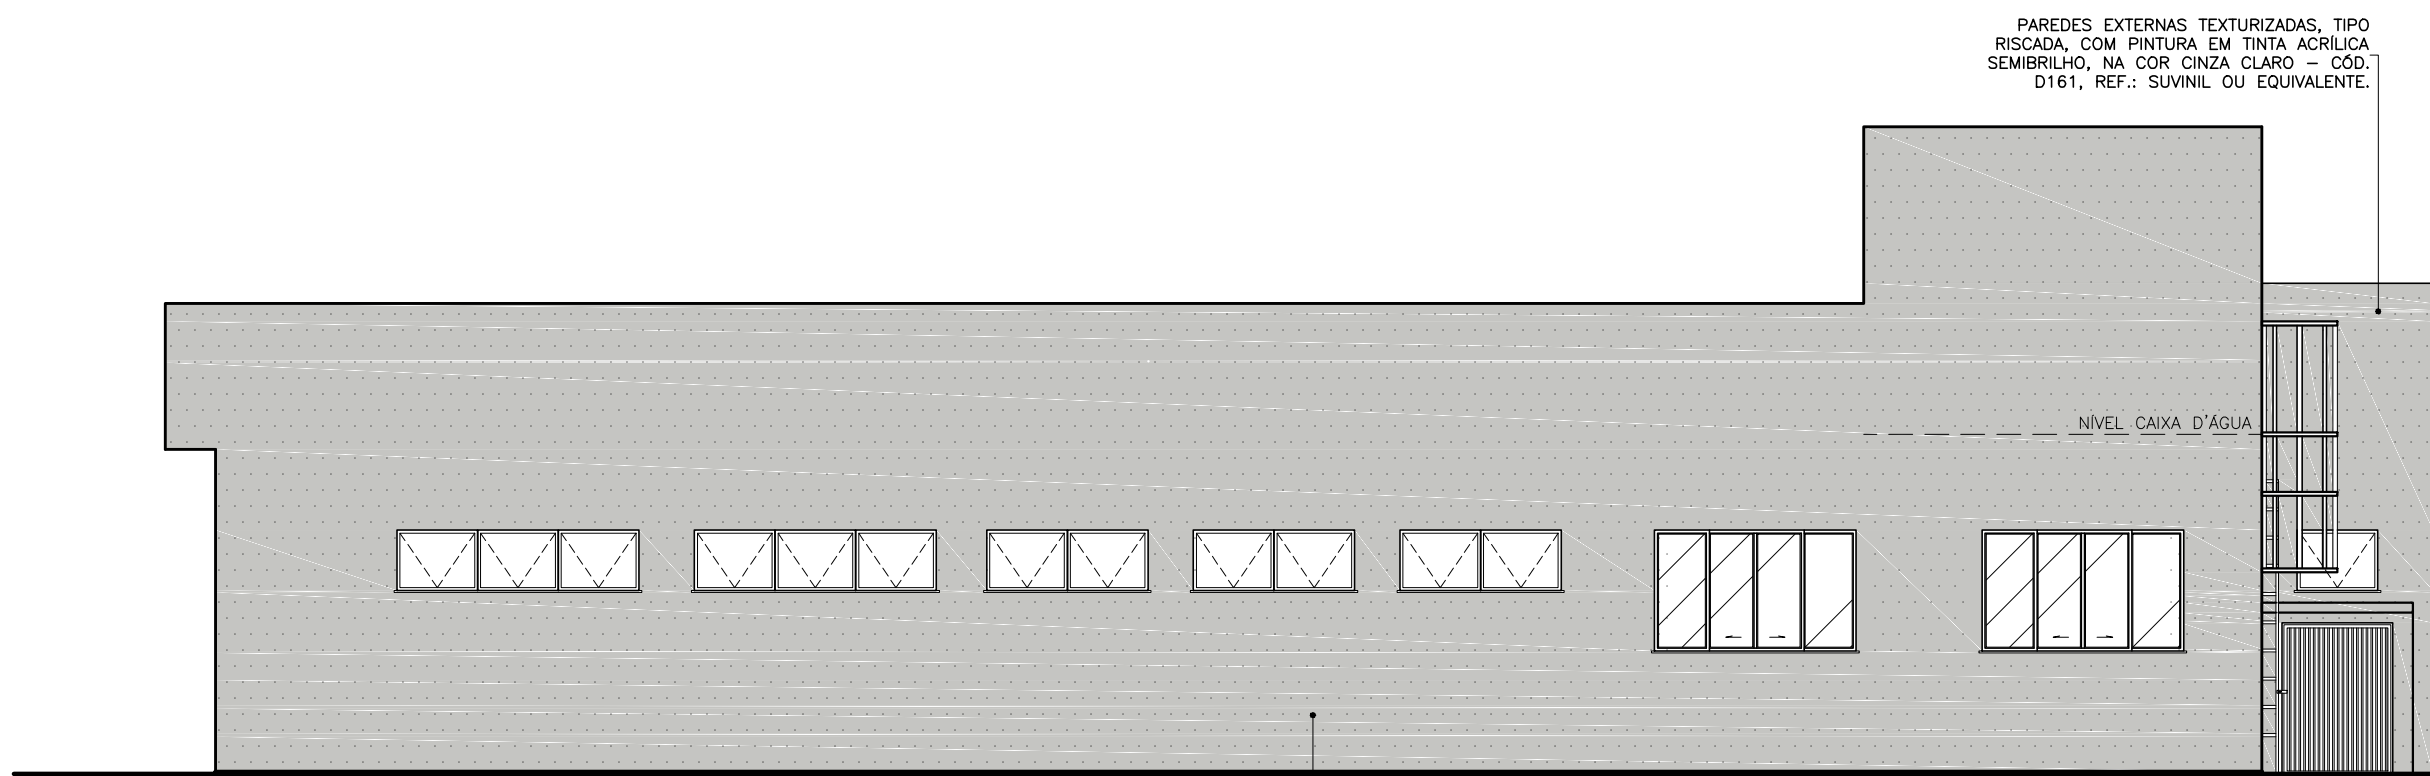 PAREDES EXTERNAS TEXTURIZADAS, TIPO
RISCADA, COM PINTURA EM TINTA ACRÍLICA
SEMIBRILHO, NA COR CINZA CLARO – CÓD.
D161, REF.: SUVINIL OU EQUIVALENTE.
NÍVEL CAIXA D'ÁGUA